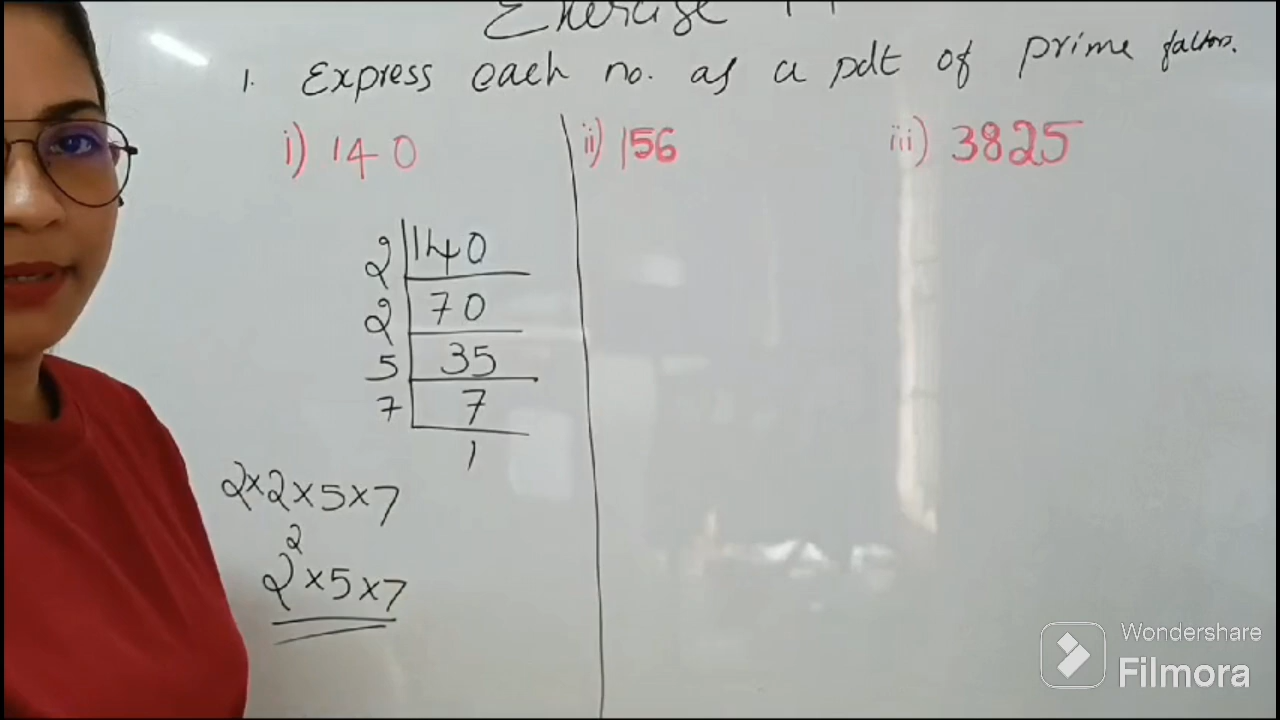 Exercise
1. Express each no. as a pdt of prime factors.
i) 140
ii) 156
iii) 3825
2 140
2 70
5 35
7 7
1
2×2×5×7
2² ×5×7
Wondershare
Filmora